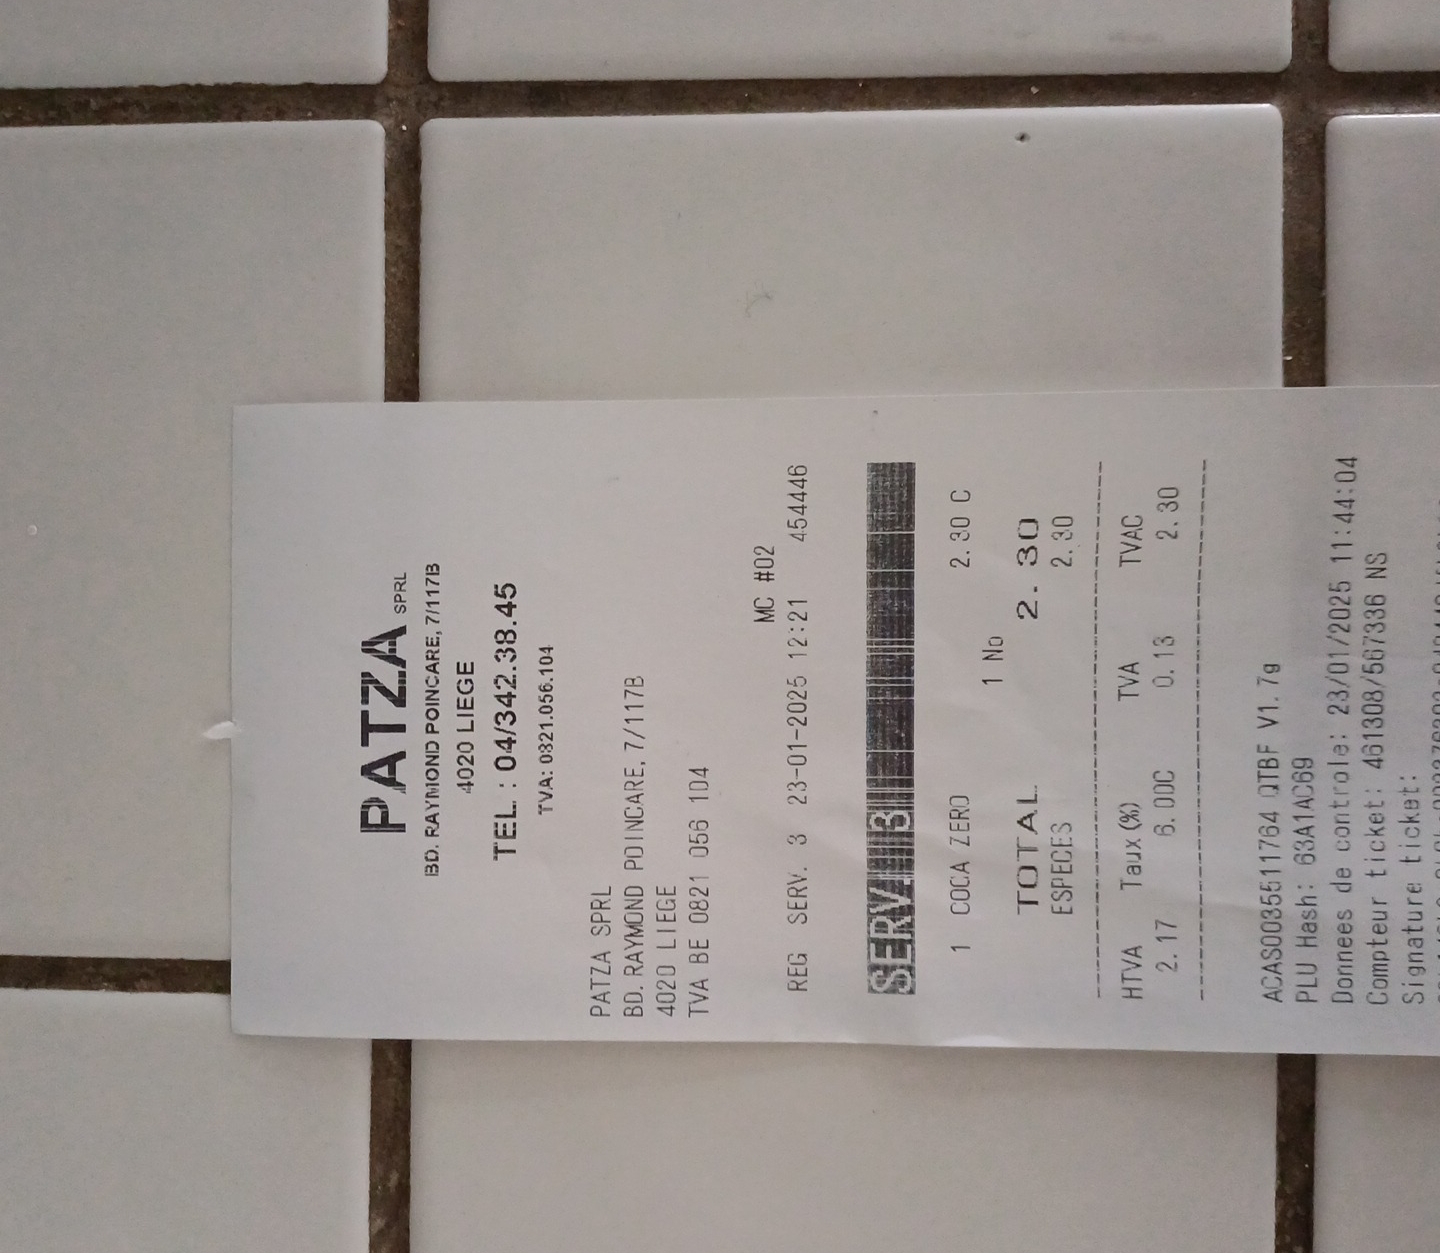 PATZA SPRL
BD. RAYMOND POINCARE, 7/117B
4020 LIEGE
TEL. : 04/342.38.45
TVA: 0821.056.104
PATZA SPRL
BD. RAYMOND POINCARE, 7/117B
4020 LIEGE
TVA BE 0821 056 104
MC #02
REG SERV. 3 23-01-2025 12:21 454446
SERV. 3
1 COCA ZERO 2.30 C
1 No
TOTAL 2.30
ESPECES 2.30
HTVA Taux(%) TVA TVAC
2.17 6.00C 0.13 2.30
ACAS0035511764 QTBF V1.7g
PLU Hash: 63A1AC69
Donnees de controle: 23/01/2025 11:44:04
Compteur ticket: 461308/567336 NS
Signature ticket: